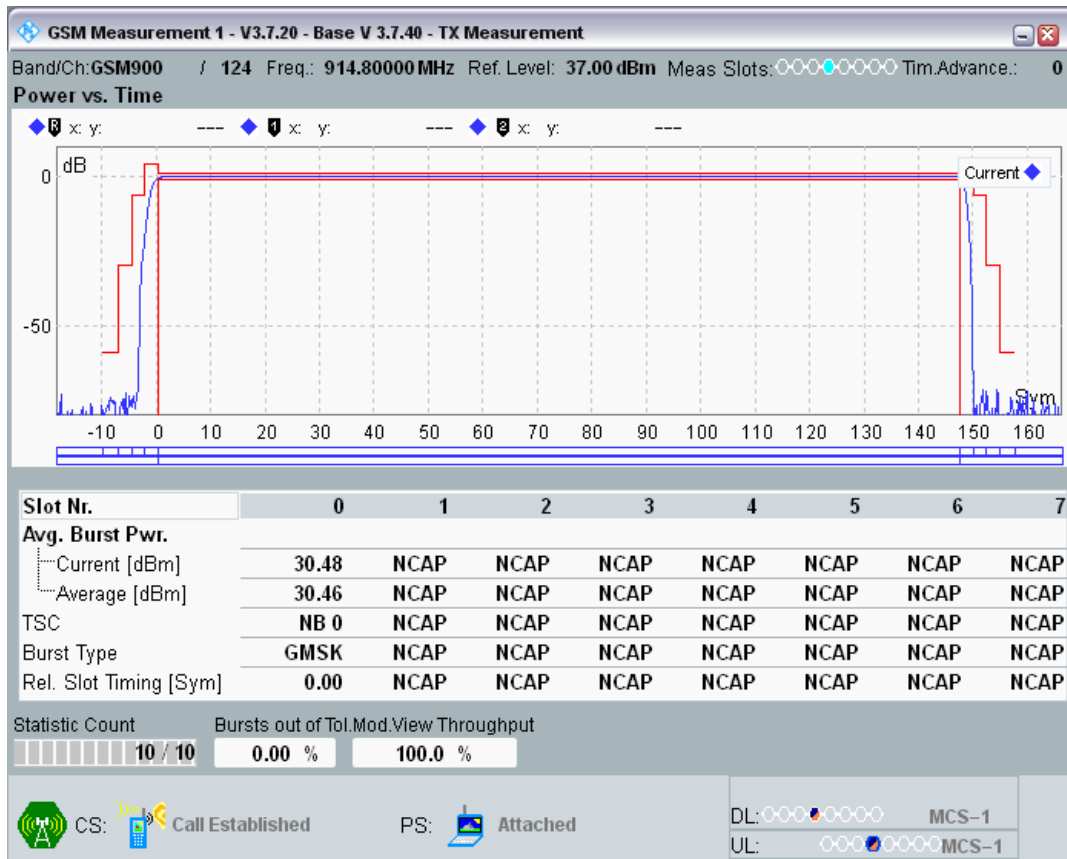 GSM Measurement 1 - V3.7.20 - Base V 3.7.40 - TX Measurement
Band/Ch:GSM900 / 124 Freq.: 914.80000 MHz Ref. Level: 37.00 dBm Meas Slots: Tim.Advance.: 0
Power vs. Time
R x: y: --- 1 x: y: --- 2 x: y: ---
dB
Current
0
-50
Sym
-10 0 10 20 30 40 50 60 70 80 90 100 110 120 130 140 150 160
Slot Nr. 0 1 2 3 4 5 6 7
Avg. Burst Pwr.
Current [dBm] 30.48 NCAP NCAP NCAP NCAP NCAP NCAP NCAP
Average [dBm] 30.46 NCAP NCAP NCAP NCAP NCAP NCAP NCAP
TSC NB 0 NCAP NCAP NCAP NCAP NCAP NCAP NCAP
Burst Type GMSK NCAP NCAP NCAP NCAP NCAP NCAP NCAP
Rel. Slot Timing [Sym] 0.00 NCAP NCAP NCAP NCAP NCAP NCAP NCAP
Statistic Count Bursts out of Tol.Mod.View Throughput
10 / 10 0.00 % 100.0 %
CS: Call Established PS: Attached
DL: MCS-1
UL: MCS-1